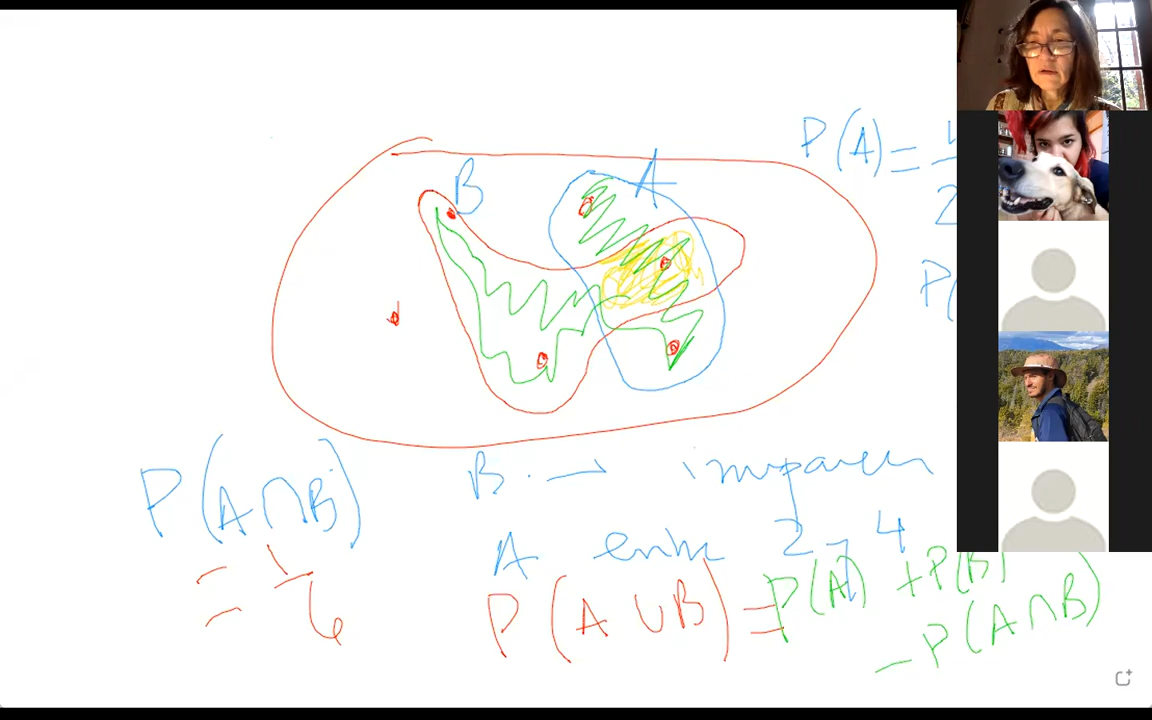 P(A)=
B A
P(
P(A∩B)
= 1/6
B → impares
A entre 2 y 4
P(A∪B) = P(A) + P(B)
− P(A∩B)